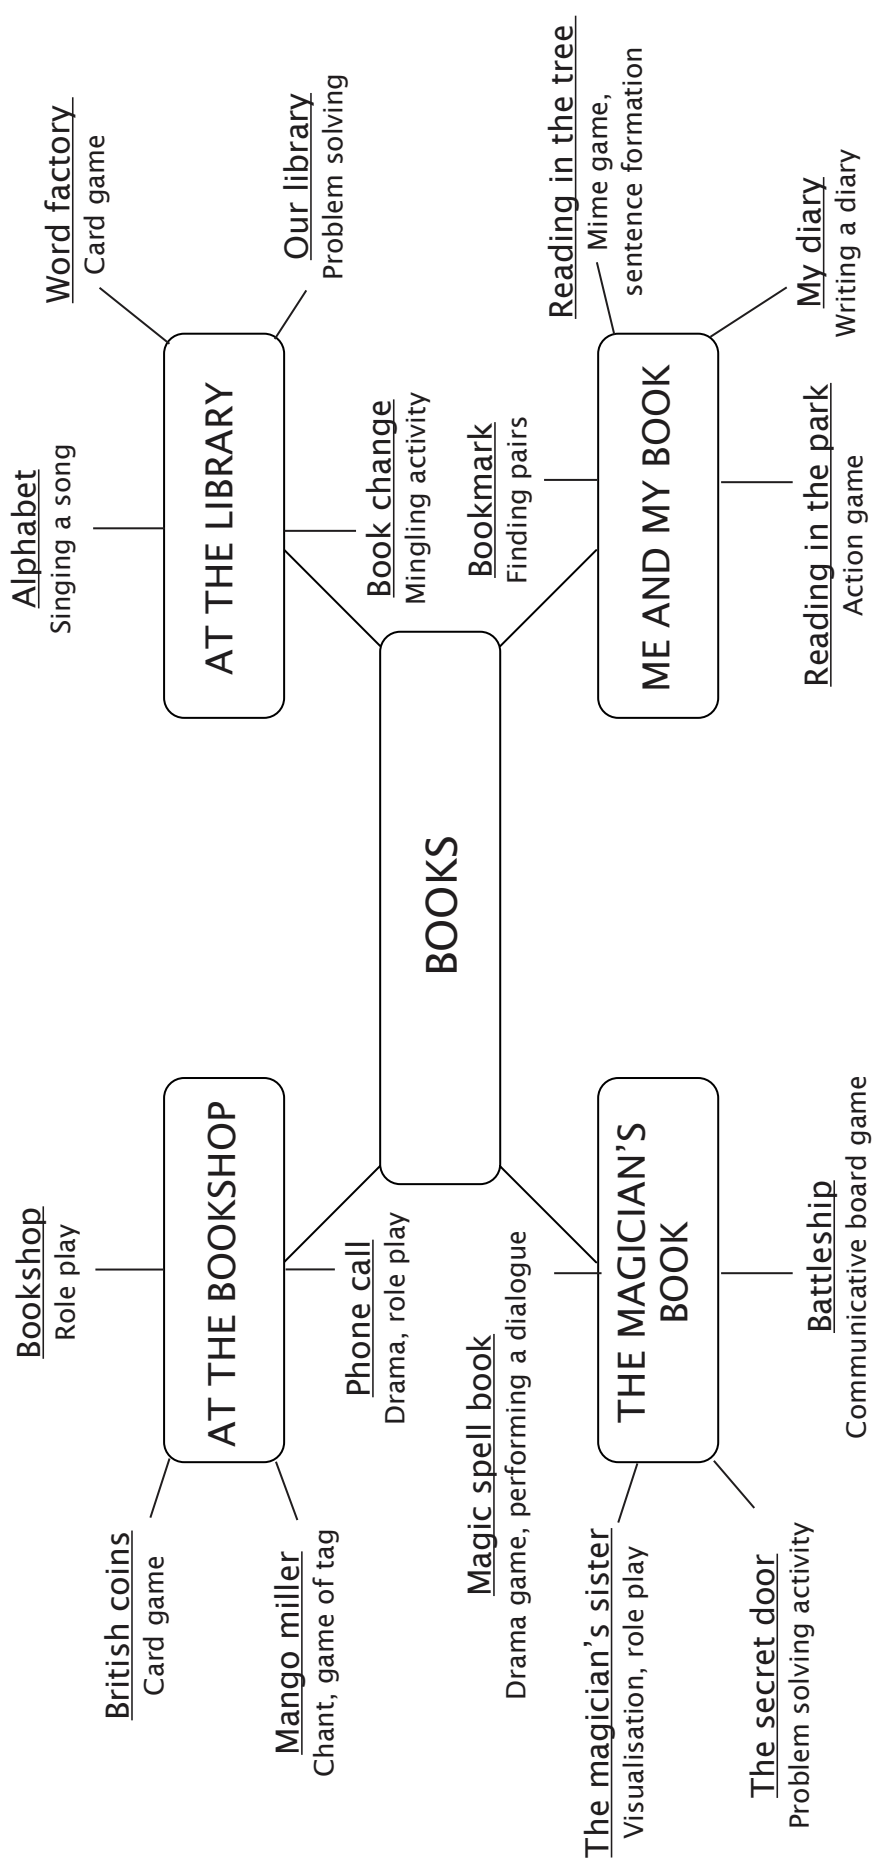 Bookshop
Role play
British coins
Card game
AT THE BOOKSHOP
Mango miller
Chant, game of tag
Phone call
Drama, role play
Alphabet
Singing a song
Word factory
Card game
AT THE LIBRARY
Our library
Problem solving
Book change
Mingling activity
BOOKS
Magic spell book
Drama game, performing a dialogue
The magician's sister
Visualisation, role play
THE MAGICIAN'S
BOOK
The secret door
Problem solving activity
Battleship
Communicative board game
Bookmark
Finding pairs
Reading in the tree
Mime game,
sentence formation
ME AND MY BOOK
My diary
Writing a diary
Reading in the park
Action game